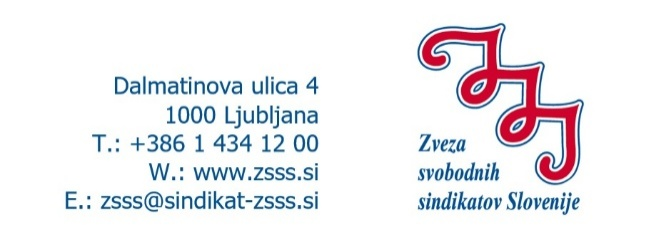 Dalmatinova ulica 4
1000 Ljubljana
T.: +386 1 434 12 00
W.: www.zsss.si
E.: zsss@sindikat-zsss.si
Zveza
svobodnih
sindikatov Slovenije